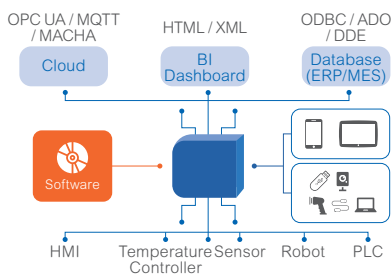 OPC UA / MQTT
/ MACHA
HTML / XML
ODBC / ADO
/ DDE
Cloud
BI
Dashboard
Database
(ERP/MES)
Software
HMI
Temperature
Controller
Sensor
Robot
PLC